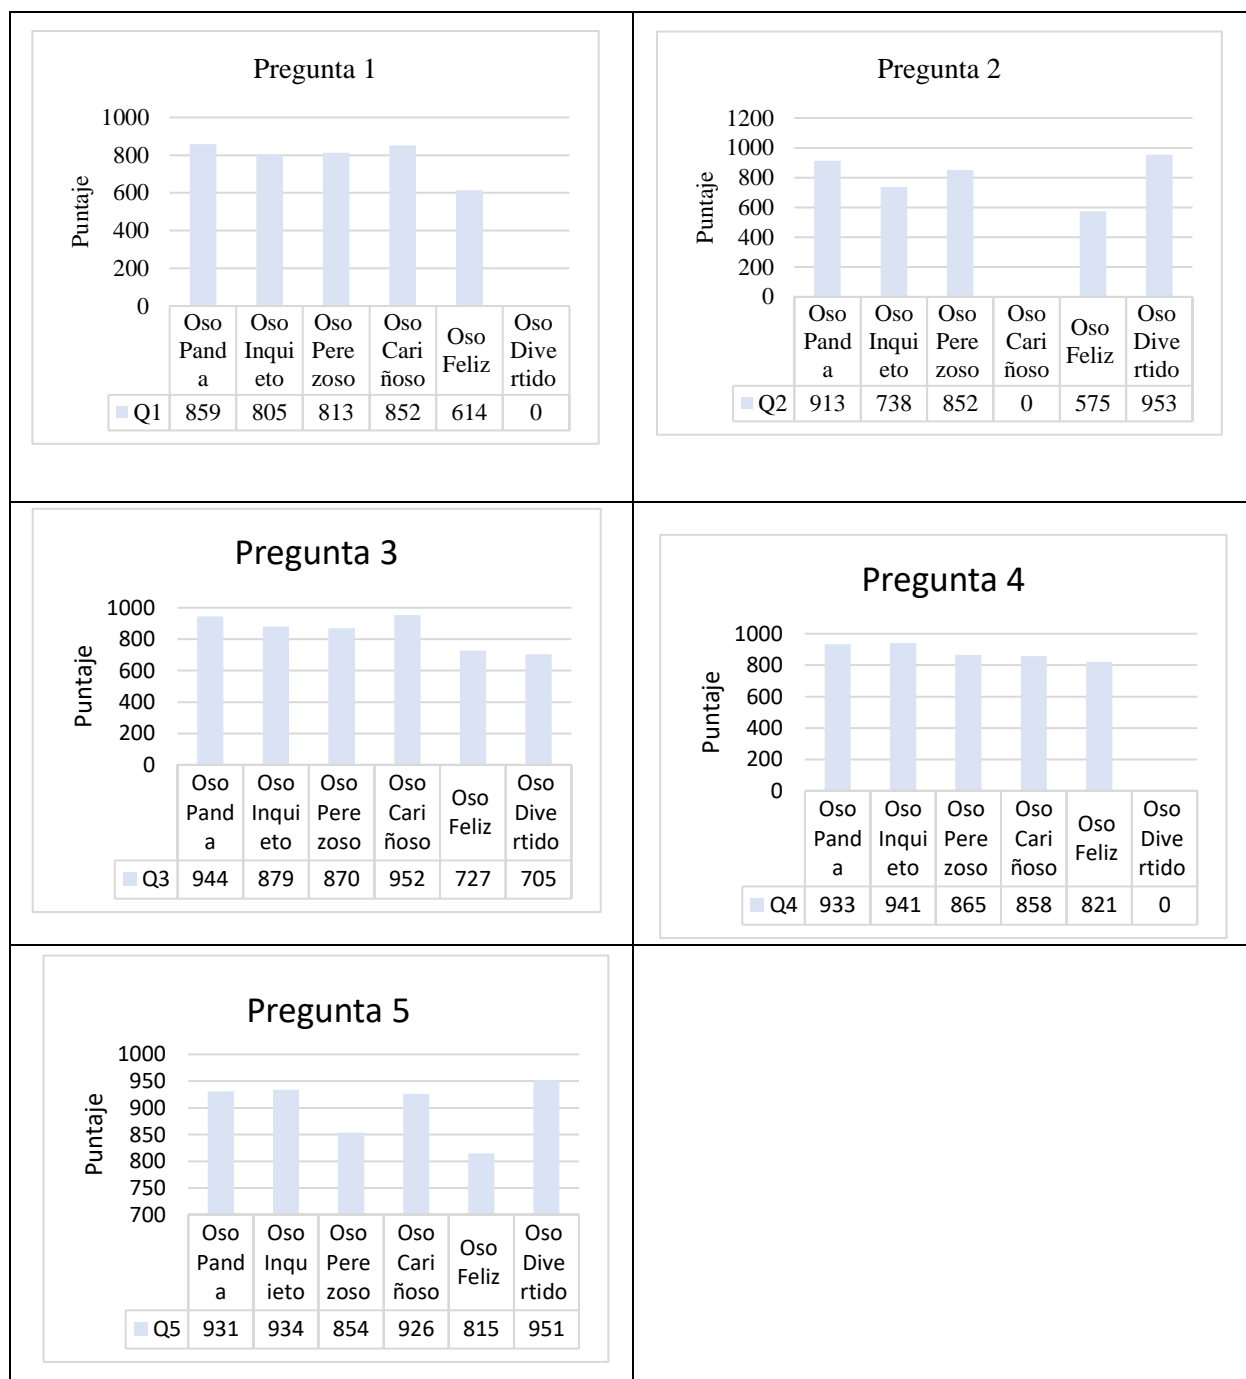 Pregunta 1
Puntaje
1000
800
600
400
200
0
Oso Panda Oso Inquieto Oso Perezoso Oso Cariñoso Oso Feliz Oso Divertido
Q1 859 805 813 852 614 0
Pregunta 2
Puntaje
1200
1000
800
600
400
200
0
Oso Panda Oso Inquieto Oso Perezoso Oso Cariñoso Oso Feliz Oso Divertido
Q2 913 738 852 0 575 953
Pregunta 3
Puntaje
1000
800
600
400
200
0
Oso Panda Oso Inquieto Oso Perezoso Oso Cariñoso Oso Feliz Oso Divertido
Q3 944 879 870 952 727 705
Pregunta 4
Puntaje
1000
800
600
400
200
0
Oso Panda Oso Inquieto Oso Perezoso Oso Cariñoso Oso Feliz Oso Divertido
Q4 933 941 865 858 821 0
Pregunta 5
Puntaje
1000
950
900
850
800
750
700
Oso Panda Oso Inquieto Oso Perezoso Oso Cariñoso Oso Feliz Oso Divertido
Q5 931 934 854 926 815 951